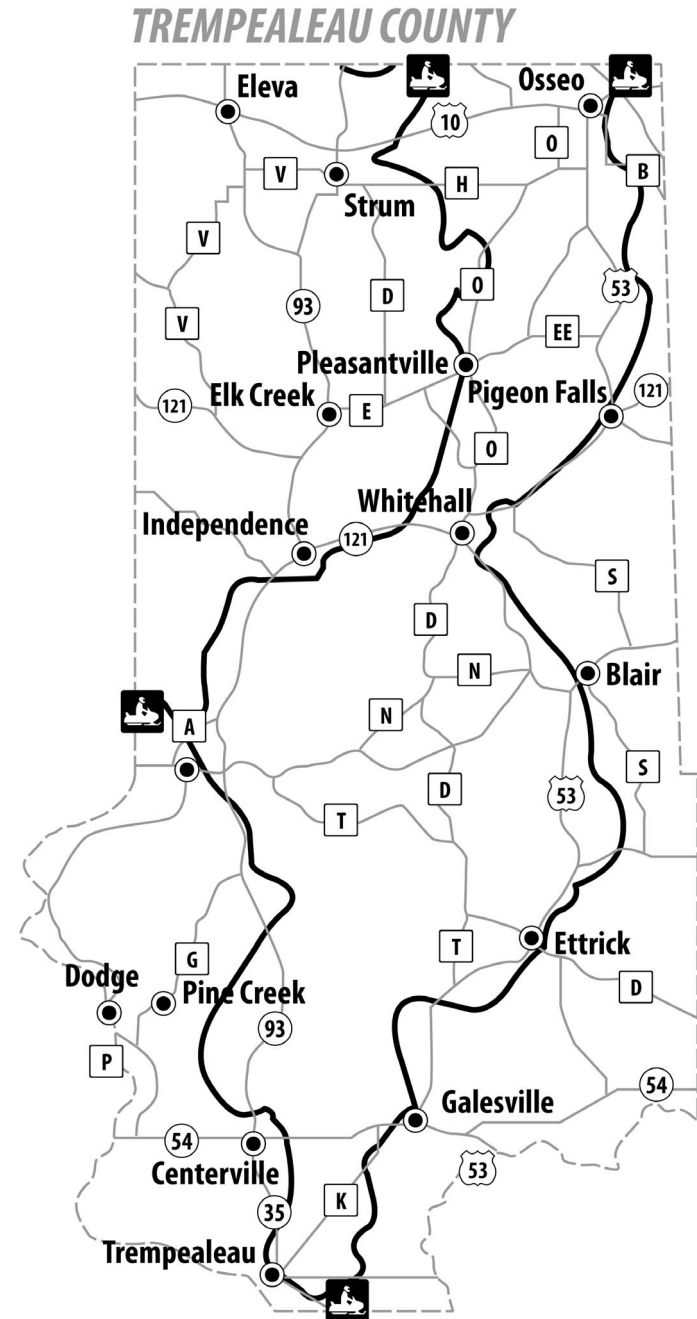 TREMPEALEAU COUNTY
Eleva
Osseo
10
O
V
H
B
Strum
V
O
53
D
93
V
EE
Pleasantville
121
Elk Creek
E
Pigeon Falls
121
O
Whitehall
Independence
121
S
D
N
Blair
N
A
S
D
53
T
T
Ettrick
G
Dodge
Pine Creek
D
P
93
54
Galesville
54
Centerville
53
K
35
Trempealeau